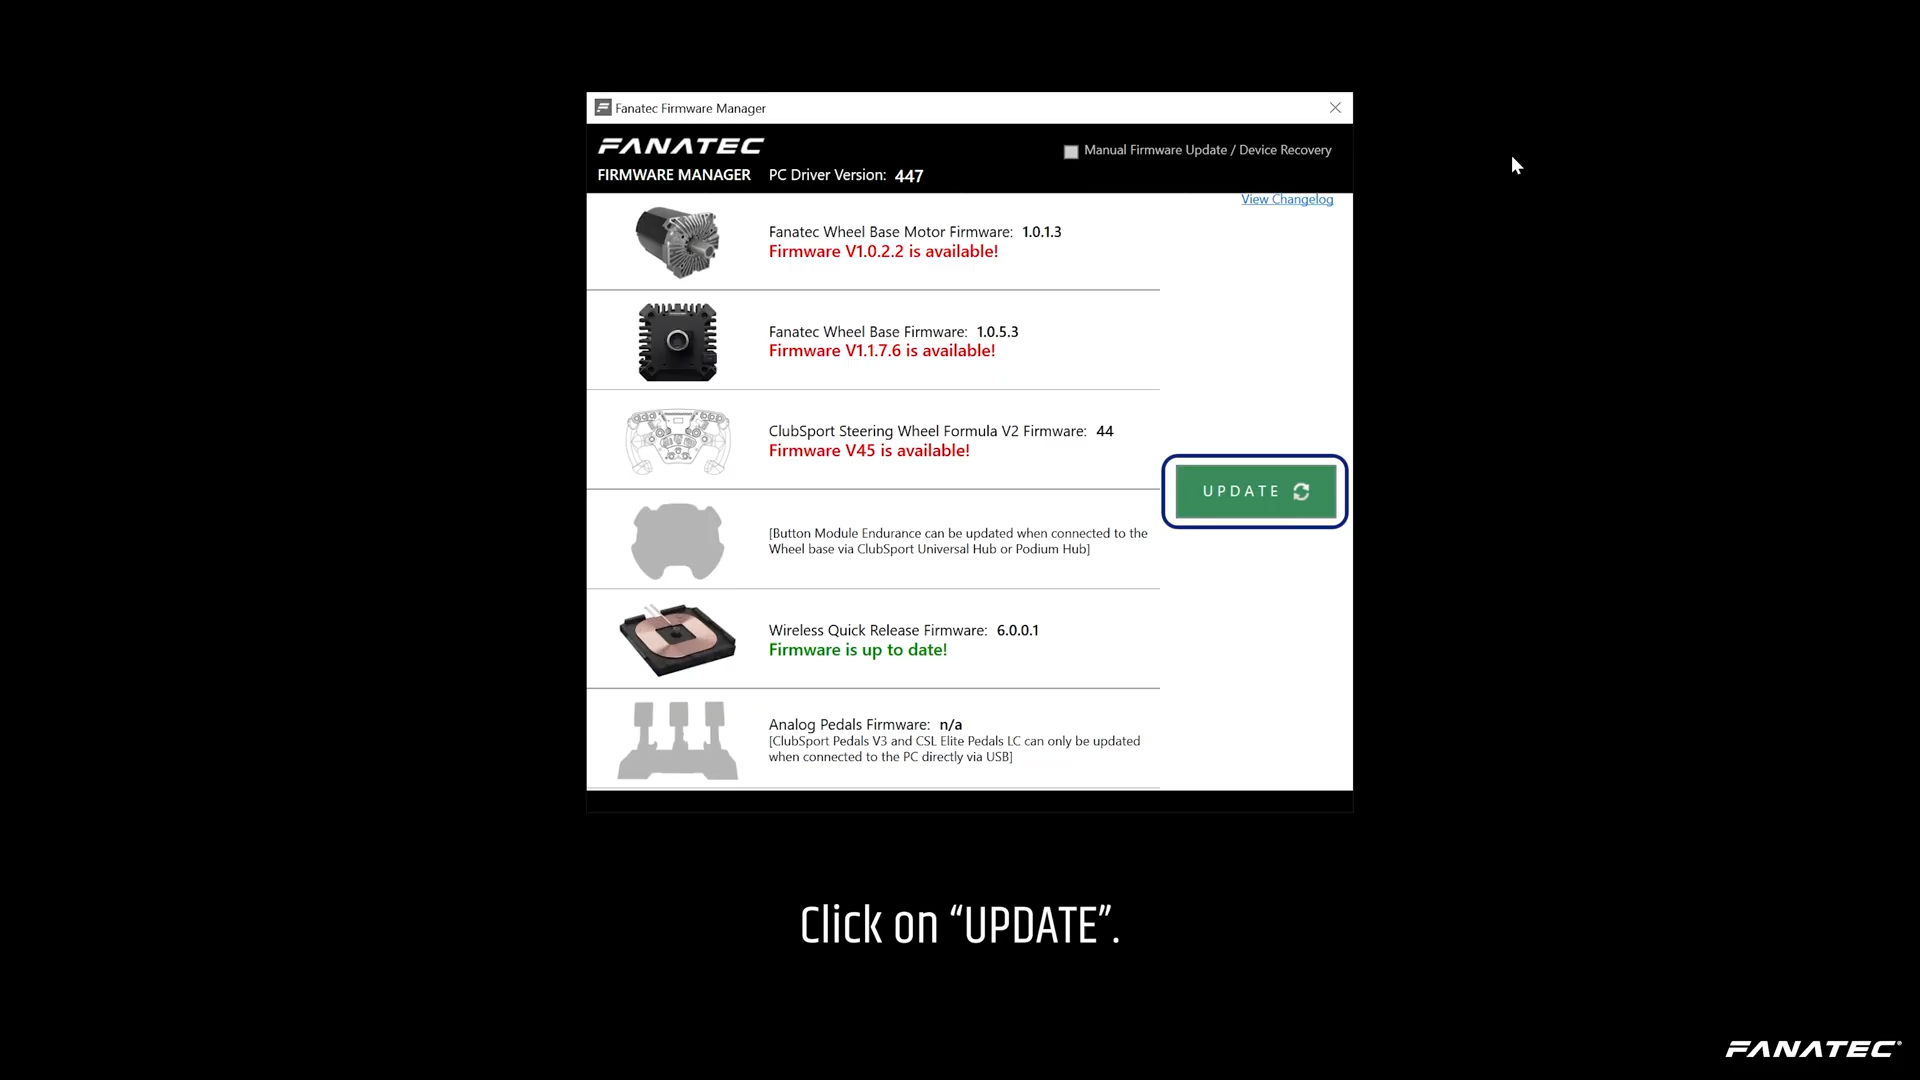 Fanatec Firmware Manager
FANATEC
Manual Firmware Update / Device Recovery
FIRMWARE MANAGER PC Driver Version: 447
View Changelog
Fanatec Wheel Base Motor Firmware: 1.0.1.3
Firmware V1.0.2.2 is available!
Fanatec Wheel Base Firmware: 1.0.5.3
Firmware V1.1.7.6 is available!
ClubSport Steering Wheel Formula V2 Firmware: 44
Firmware V45 is available!
UPDATE
[Button Module Endurance can be updated when connected to the
Wheel base via ClubSport Universal Hub or Podium Hub]
Wireless Quick Release Firmware: 6.0.0.1
Firmware is up to date!
Analog Pedals Firmware: n/a
[ClubSport Pedals V3 and CSL Elite Pedals LC can only be updated
when connected to the PC directly via USB]
Click on “UPDATE”.
FANATEC®